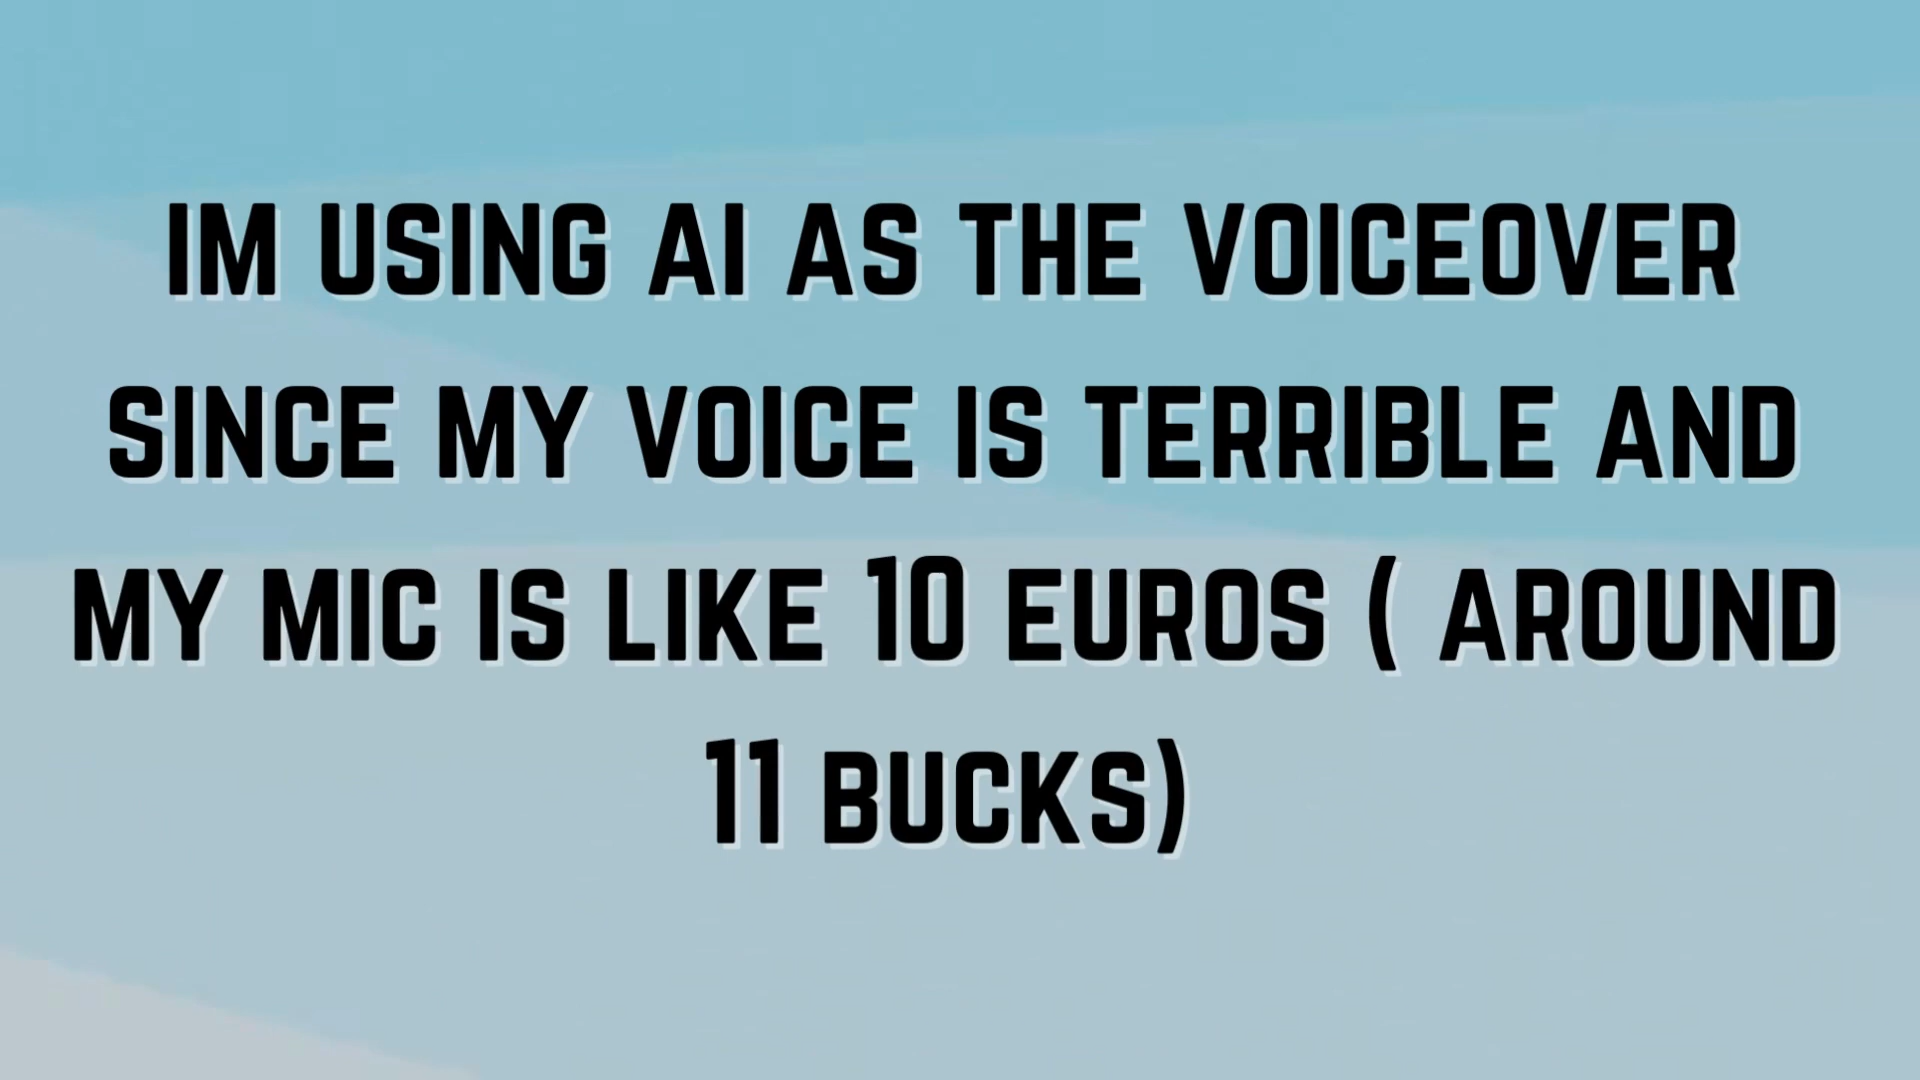 IM USING AI AS THE VOICEOVER
SINCE MY VOICE IS TERRIBLE AND
MY MIC IS LIKE 10 EUROS ( AROUND
11 BUCKS)